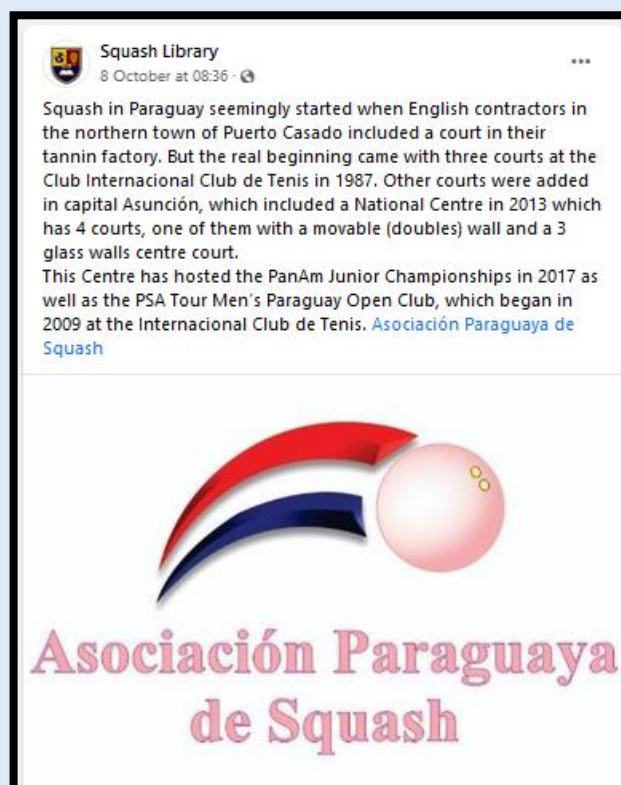 Squash Library
8 October at 08:36 ·
Squash in Paraguay seemingly started when English contractors in
the northern town of Puerto Casado included a court in their
tannin factory. But the real beginning came with three courts at the
Club Internacional Club de Tenis in 1987. Other courts were added
in capital Asunción, which included a National Centre in 2013 which
has 4 courts, one of them with a movable (doubles) wall and a 3
glass walls centre court.
This Centre has hosted the PanAm Junior Championships in 2017 as
well as the PSA Tour Men´s Paraguay Open Club, which began in
2009 at the Internacional Club de Tenis. Asociación Paraguaya de
Squash
Asociación Paraguaya
de Squash